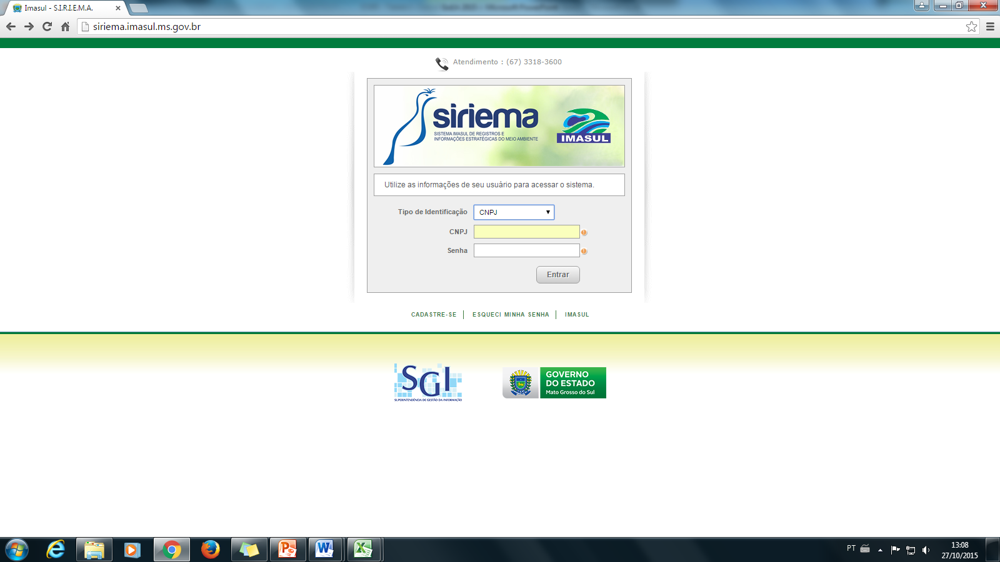 Imasul - S.I.R.I.E.M.A.
siriema.imasul.ms.gov.br
Atendimento : (67) 3318-3600
siriema
SISTEMA IMASUL DE REGISTROS E
INFORMAÇÕES ESTRATÉGICAS DO MEIO AMBIENTE
IMASUL
Utilize as informações de seu usuário para acessar o sistema.
Tipo de Identificação CNPJ
CNPJ
Senha
Entrar
CADASTRE-SE ESQUECI MINHA SENHA IMASUL
SGI
SUPERINTENDÊNCIA DE GESTÃO DA INFORMAÇÃO
GOVERNO
DO ESTADO
Mato Grosso do Sul
PT
13:08
27/10/2015